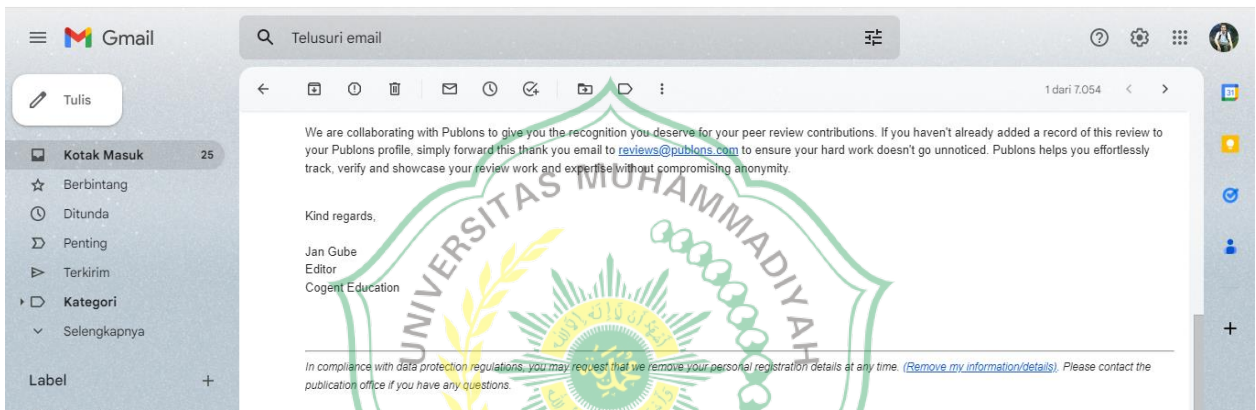 Gmail
Telusuri email
Tulis
1 dari 7.054
Kotak Masuk 25
Berbintang
Ditunda
Penting
Terkirim
Kategori
Selengkapnya
Label
We are collaborating with Publons to give you the recognition you deserve for your peer review contributions. If you haven't already added a record of this review to
your Publons profile, simply forward this thank you email to reviews@publons.com to ensure your hard work doesn't go unnoticed. Publons helps you effortlessly
track, verify and showcase your review work and expertise without compromising anonymity.
Kind regards,
Jan Gube
Editor
Cogent Education
In compliance with data protection regulations, you may request that we remove your personal registration details at any time. (Remove my information/details). Please contact the
publication office if you have any questions.
UNIVERSITAS MUHAMMADIYAH
31